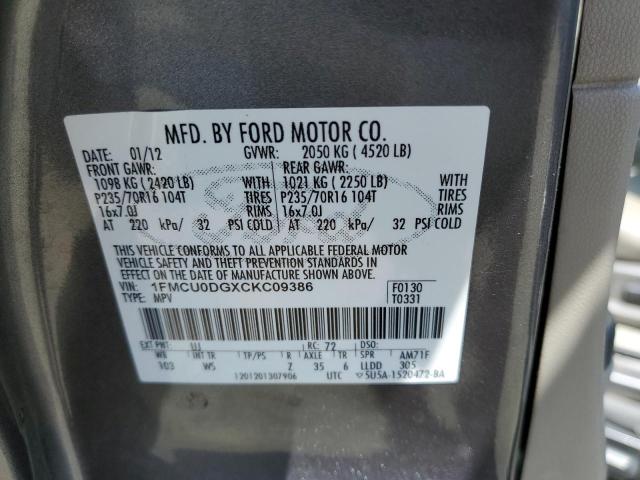 MFD. BY FORD MOTOR CO.
DATE: 01/12 GVWR: 2050 KG ( 4520 LB)
FRONT GAWR: REAR GAWR:
1098 KG ( 2420 LB) WITH 1021 KG ( 2250 LB) WITH
P235/70R16 104T TIRES P235/70R16 104T TIRES
16x7.0J RIMS 16x7.0J RIMS
AT 220 kPa/ 32 PSI COLD AT 220 kPa/ 32 PSI COLD
THIS VEHICLE CONFORMS TO ALL APPLICABLE FEDERAL MOTOR
VEHICLE SAFETY AND THEFT PREVENTION STANDARDS IN
EFFECT ON THE DATE OF MANUFACTURE SHOWN ABOVE.
VIN: 1FMCU0DGXCKC09386 F0130
TYPE: MPV T0331
EXT PNT: UJ RC: 72 DSO:
WB INT TR TP/PS R AXLE TR SPR AM71F
103 WS Z 35 6 LLDD 305
1201201307906 UTC 5U5A-1520472-BA